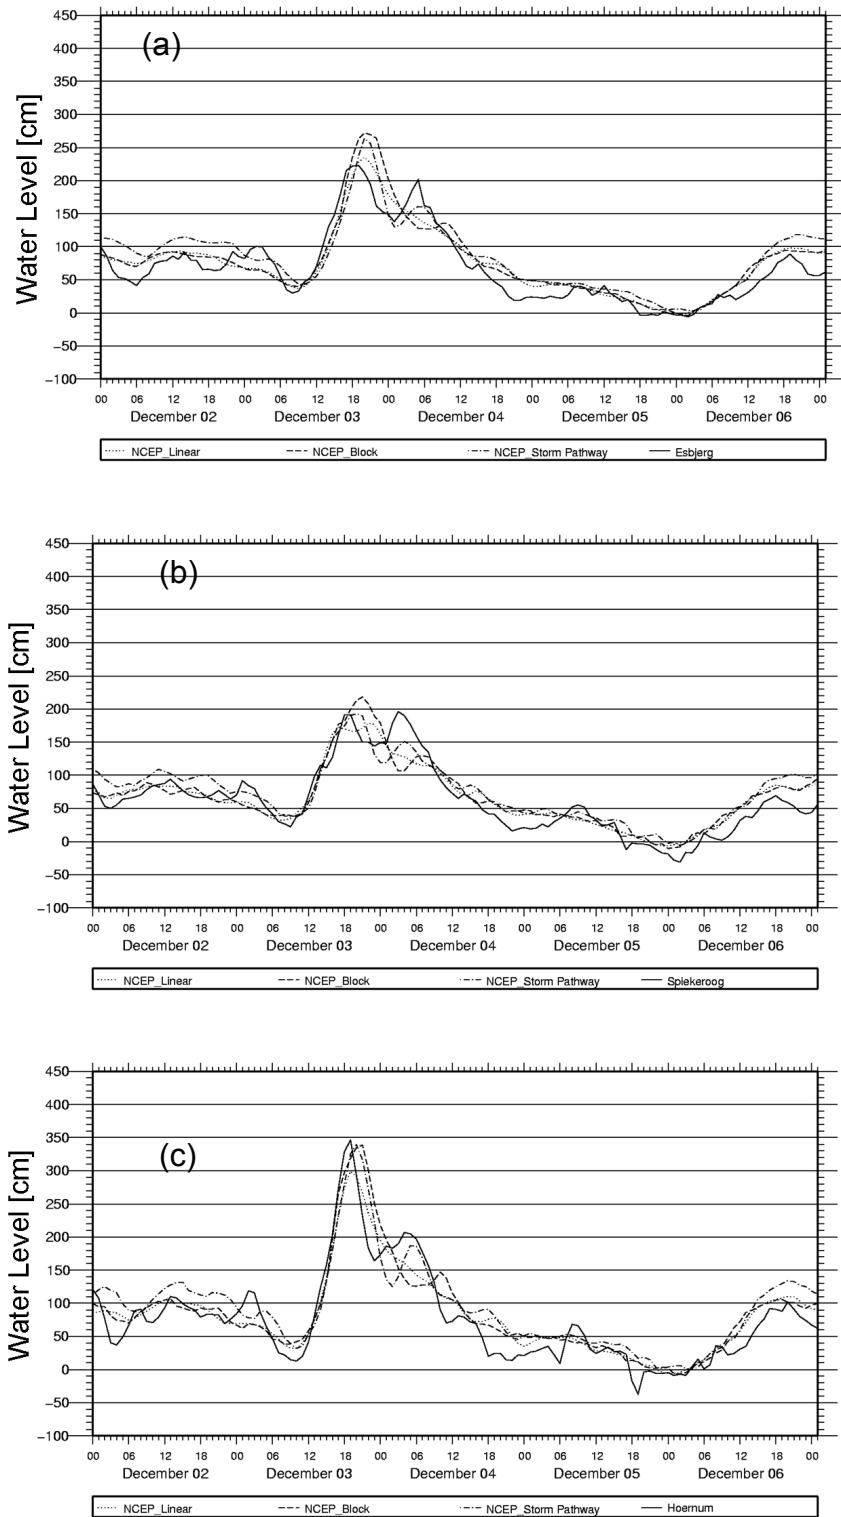 (a)
Water Level [cm]
450
400
350
300
250
200
150
100
50
0
−50
−100
00 06 12 18 00 06 12 18 00 06 12 18 00 06 12 18 00 06 12 18 00
December 02 December 03 December 04 December 05 December 06
NCEP_Linear NCEP_Block NCEP_Storm Pathway Esbjerg
(b)
Water Level [cm]
450
400
350
300
250
200
150
100
50
0
−50
−100
00 06 12 18 00 06 12 18 00 06 12 18 00 06 12 18 00 06 12 18 00
December 02 December 03 December 04 December 05 December 06
NCEP_Linear NCEP_Block NCEP_Storm Pathway Spiekeroog
(c)
Water Level [cm]
450
400
350
300
250
200
150
100
50
0
−50
−100
00 06 12 18 00 06 12 18 00 06 12 18 00 06 12 18 00 06 12 18 00
December 02 December 03 December 04 December 05 December 06
NCEP_Linear NCEP_Block NCEP_Storm Pathway Hoernum